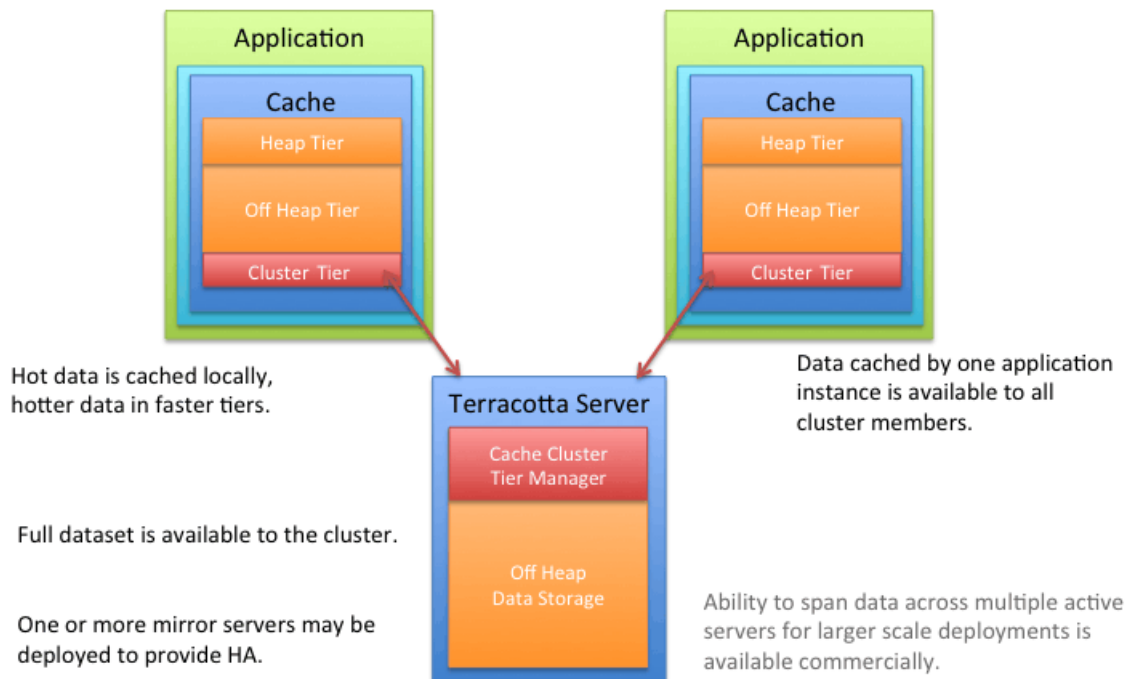 Application
Cache
Heap Tier
Off Heap Tier
Cluster Tier
Application
Cache
Heap Tier
Off Heap Tier
Cluster Tier
Hot data is cached locally,
hotter data in faster tiers.
Data cached by one application
instance is available to all
cluster members.
Terracotta Server
Cache Cluster
Tier Manager
Off Heap
Data Storage
Full dataset is available to the cluster.
One or more mirror servers may be
deployed to provide HA.
Ability to span data across multiple active
servers for larger scale deployments is
available commercially.